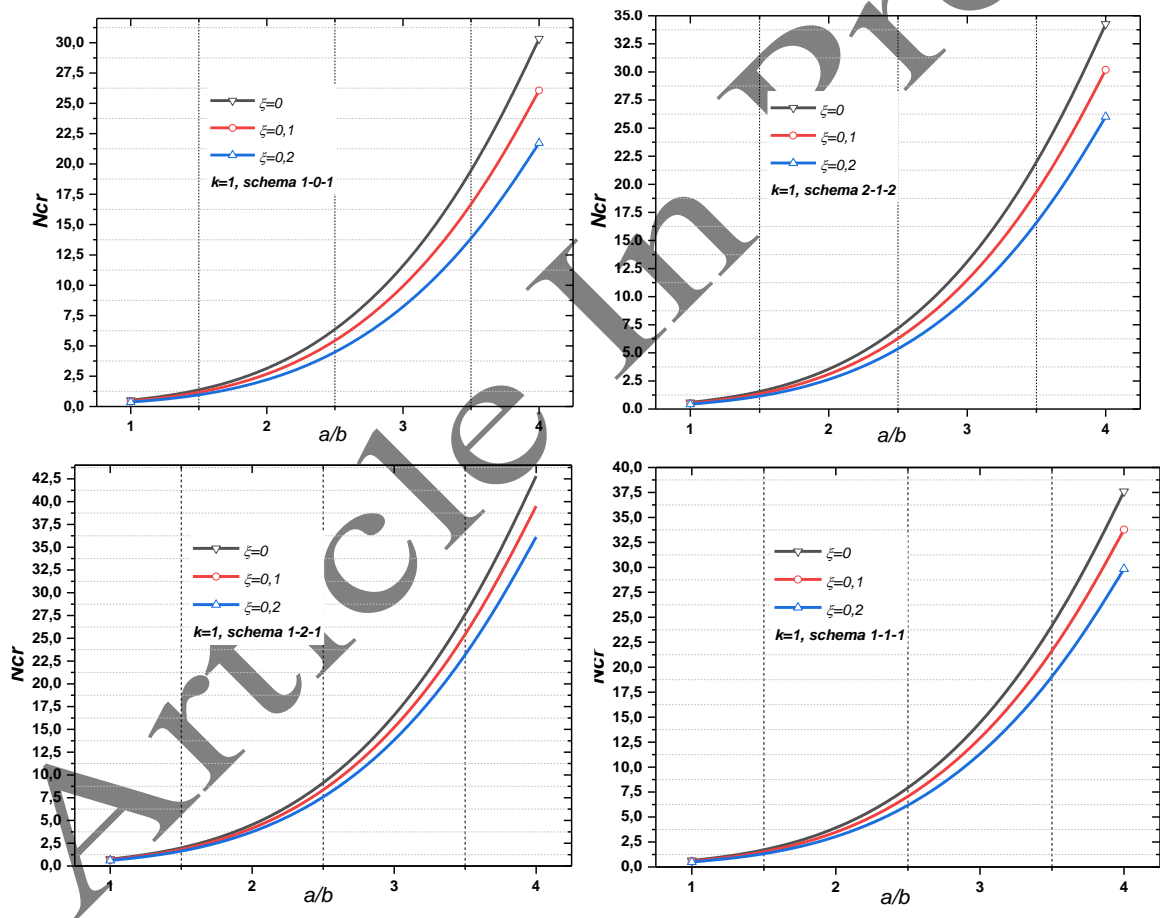 30,0
27,5
25,0
22,5
20,0
17,5
15,0
12,5
10,0
7,5
5,0
2,5
0,0
Ncr
ξ=0
ξ=0,1
ξ=0,2
k=1, schema 1-0-1
1 2 3 4
a/b
35.0
32.5
30.0
27.5
25.0
22.5
20.0
17.5
15.0
12.5
10.0
7.5
5.0
2.5
0.0
Ncr
ξ=0
ξ=0,1
ξ=0,2
k=1, schema 2-1-2
1 2 3 4
a/b
42,5
40,0
37,5
35,0
32,5
30,0
27,5
25,0
22,5
20,0
17,5
15,0
12,5
10,0
7,5
5,0
2,5
0,0
Ncr
ξ=0
ξ=0,1
ξ=0,2
k=1, schema 1-2-1
1 2 3 4
a/b
40,0
37,5
35,0
32,5
30,0
27,5
25,0
22,5
20,0
17,5
15,0
12,5
10,0
7,5
5,0
2,5
0,0
Ncr
ξ=0
ξ=0,1
ξ=0,2
k=1, schema 1-1-1
1 2 3 4
a/b
Article In Pre